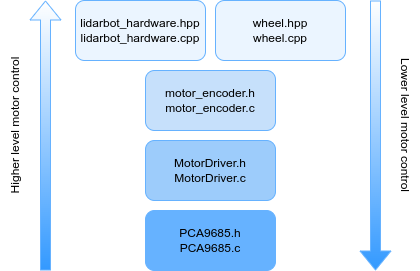 Higher level motor control
lidarbot_hardware.hpp
lidarbot_hardware.cpp
wheel.hpp
wheel.cpp
motor_encoder.h
motor_encoder.c
MotorDriver.h
MotorDriver.c
PCA9685.h
PCA9685.c
Lower level motor control